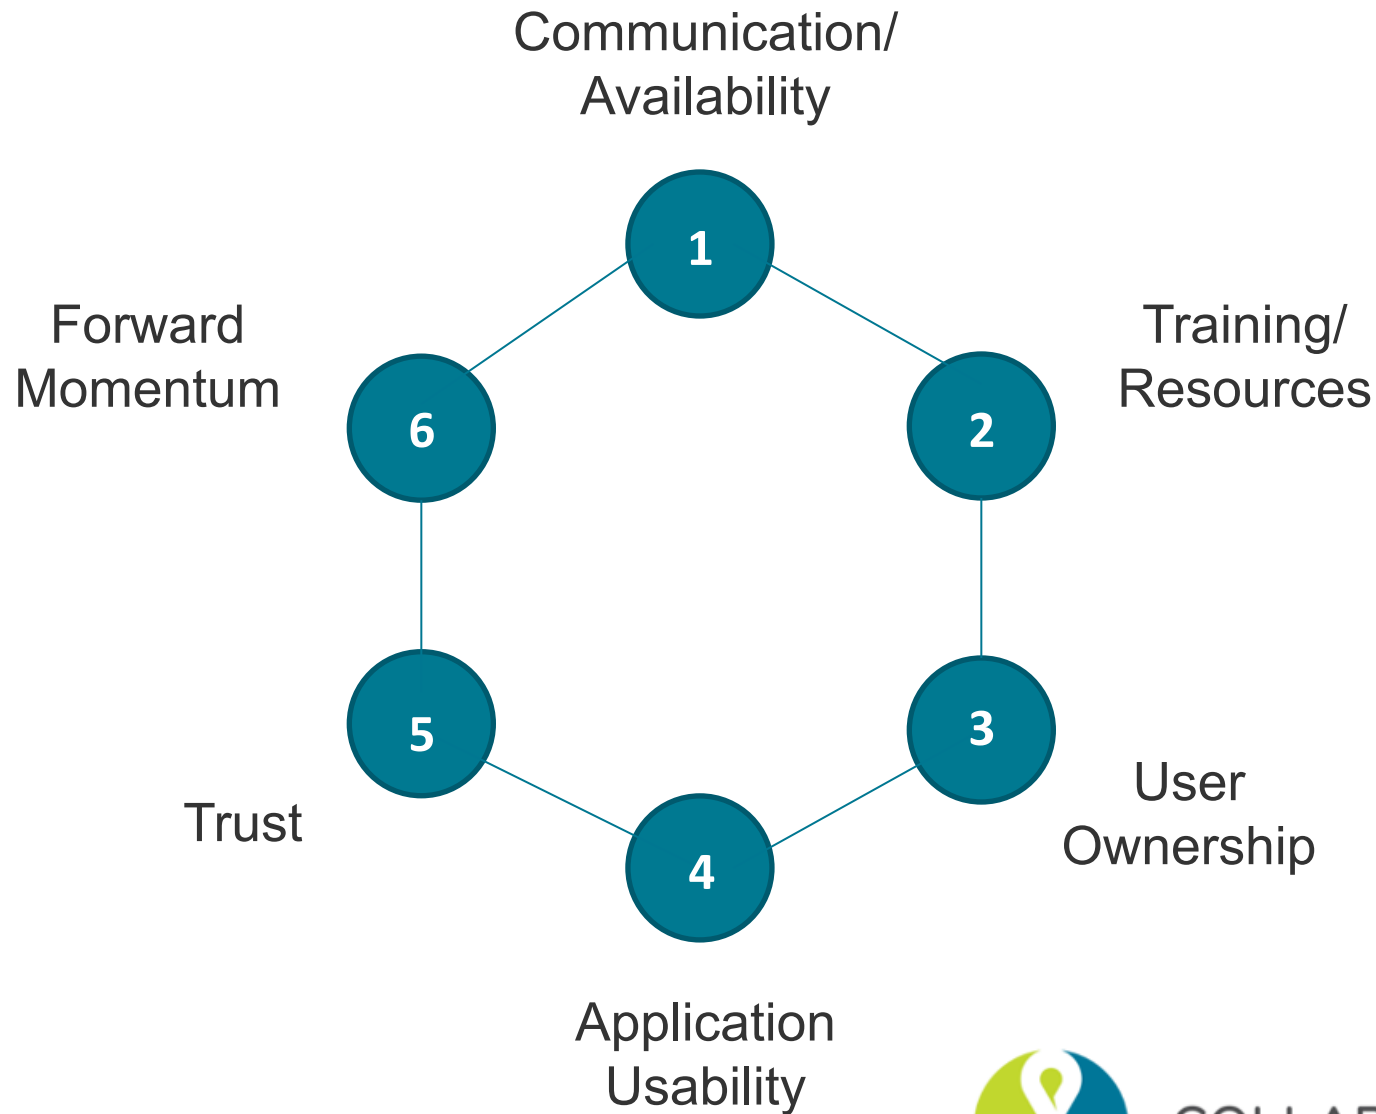 Communication/
Availability
1
Training/
Resources
2
3
User
Ownership
4
Application
Usability
5
Trust
6
Forward
Momentum